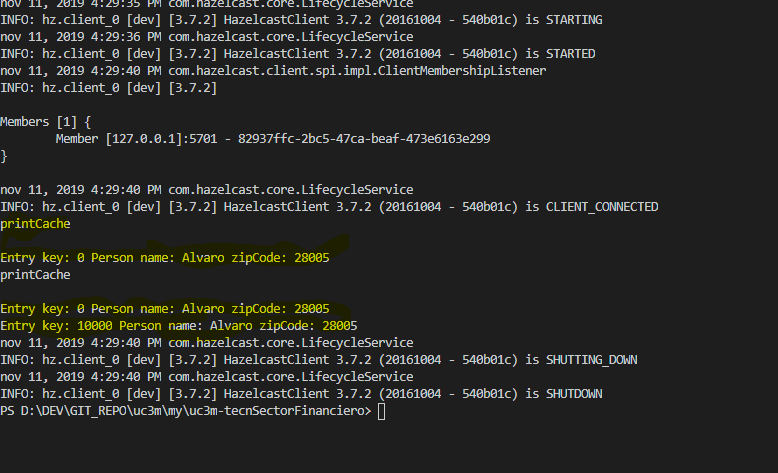 nov 11, 2019 4:29:35 PM com.hazelcast.core.LifecycleService
INFO: hz.client_0 [dev] [3.7.2] HazelcastClient 3.7.2 (20161004 - 540b01c) is STARTING
nov 11, 2019 4:29:36 PM com.hazelcast.core.LifecycleService
INFO: hz.client_0 [dev] [3.7.2] HazelcastClient 3.7.2 (20161004 - 540b01c) is STARTED
nov 11, 2019 4:29:40 PM com.hazelcast.client.spi.impl.ClientMembershipListener
INFO: hz.client_0 [dev] [3.7.2]
Members [1] {
Member [127.0.0.1]:5701 - 82937ffc-2bc5-47ca-beaf-473e6163e299
}
nov 11, 2019 4:29:40 PM com.hazelcast.core.LifecycleService
INFO: hz.client_0 [dev] [3.7.2] HazelcastClient 3.7.2 (20161004 - 540b01c) is CLIENT_CONNECTED
printCache
Entry key: 0 Person name: Alvaro zipCode: 28005
printCache
Entry key: 0 Person name: Alvaro zipCode: 28005
Entry key: 10000 Person name: Alvaro zipCode: 28005
nov 11, 2019 4:29:40 PM com.hazelcast.core.LifecycleService
INFO: hz.client_0 [dev] [3.7.2] HazelcastClient 3.7.2 (20161004 - 540b01c) is SHUTTING_DOWN
nov 11, 2019 4:29:40 PM com.hazelcast.core.LifecycleService
INFO: hz.client_0 [dev] [3.7.2] HazelcastClient 3.7.2 (20161004 - 540b01c) is SHUTDOWN
PS D:\DEV\GIT_REPO\uc3m\my\uc3m-tecnSectorFinanciero>